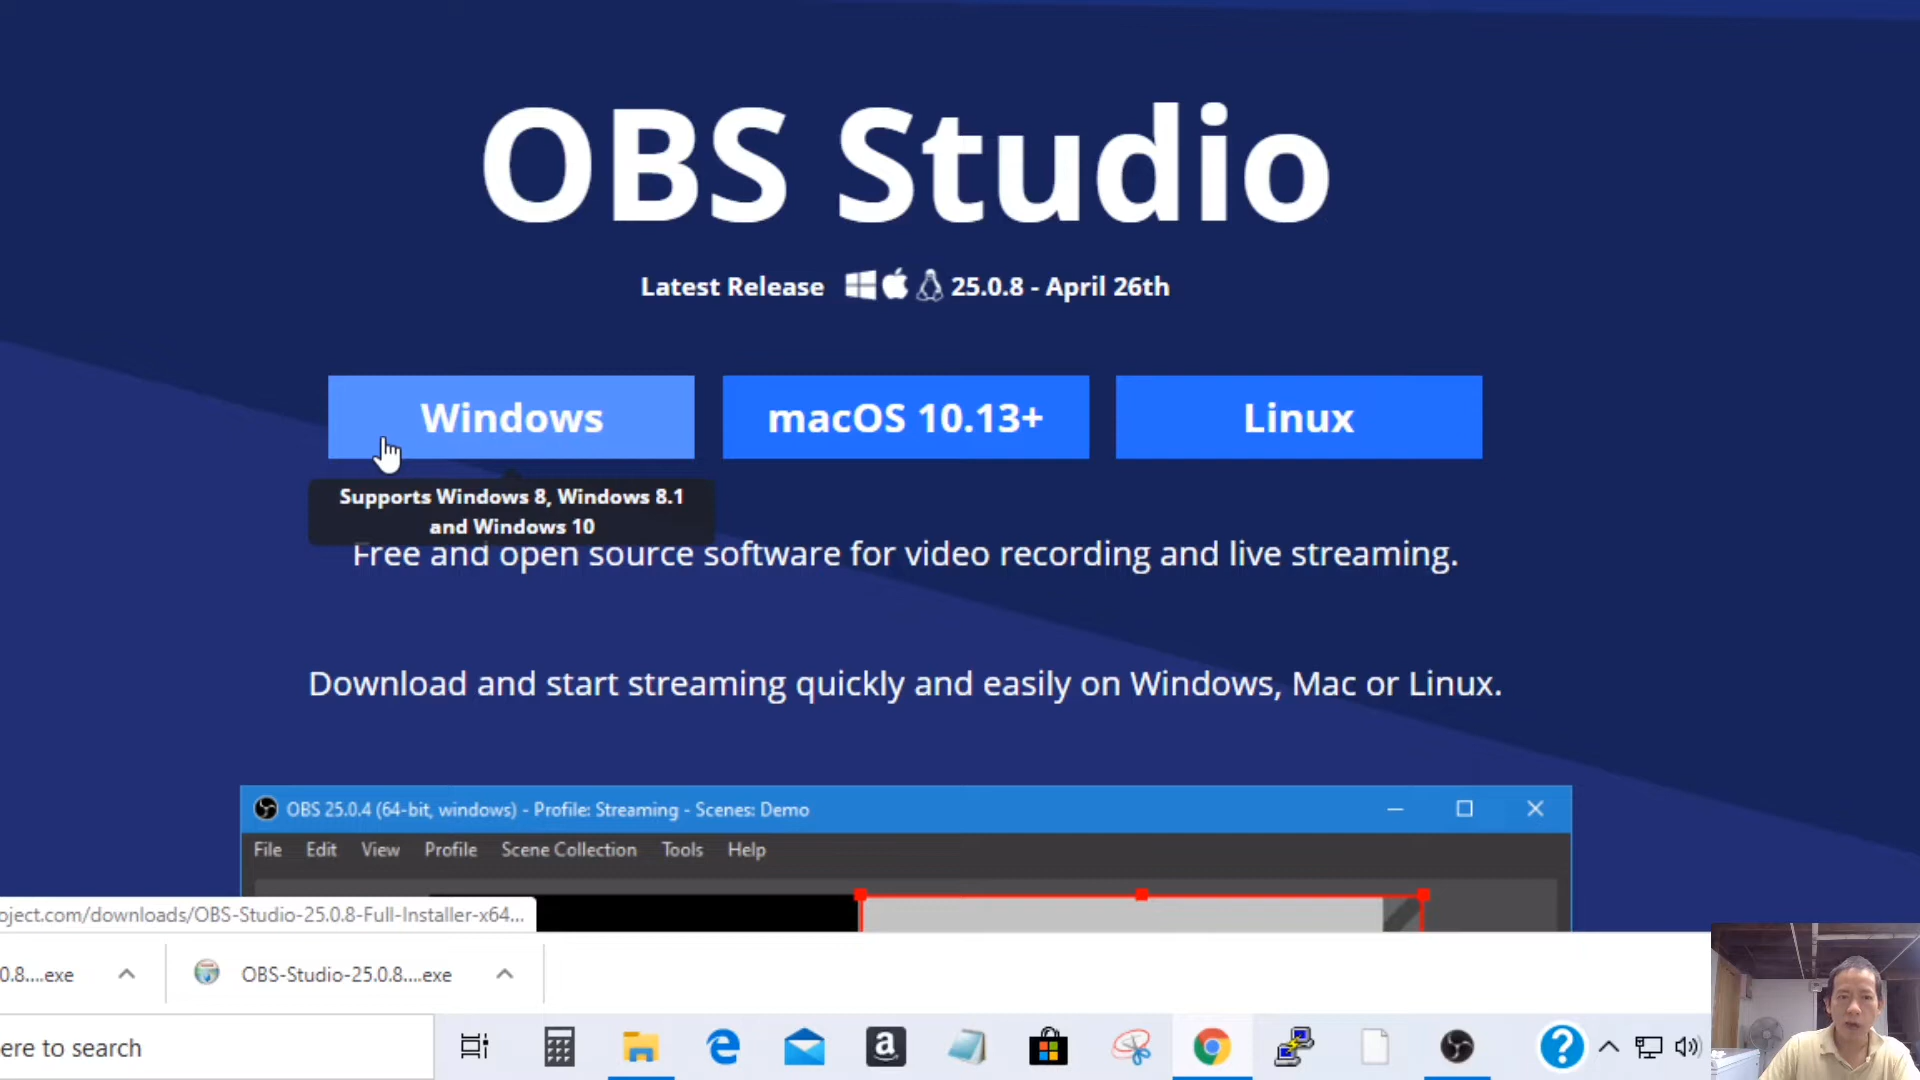 OBS Studio
Latest Release 25.0.8 - April 26th
Windows
macOS 10.13+
Linux
Supports Windows 8, Windows 8.1
and Windows 10
Free and open source software for video recording and live streaming.
Download and start streaming quickly and easily on Windows, Mac or Linux.
OBS 25.0.4 (64-bit, windows) - Profile: Streaming - Scenes: Demo
File Edit View Profile Scene Collection Tools Help
oject.com/downloads/OBS-Studio-25.0.8-Full-Installer-x64...
0.8....exe
OBS-Studio-25.0.8....exe
ere to search